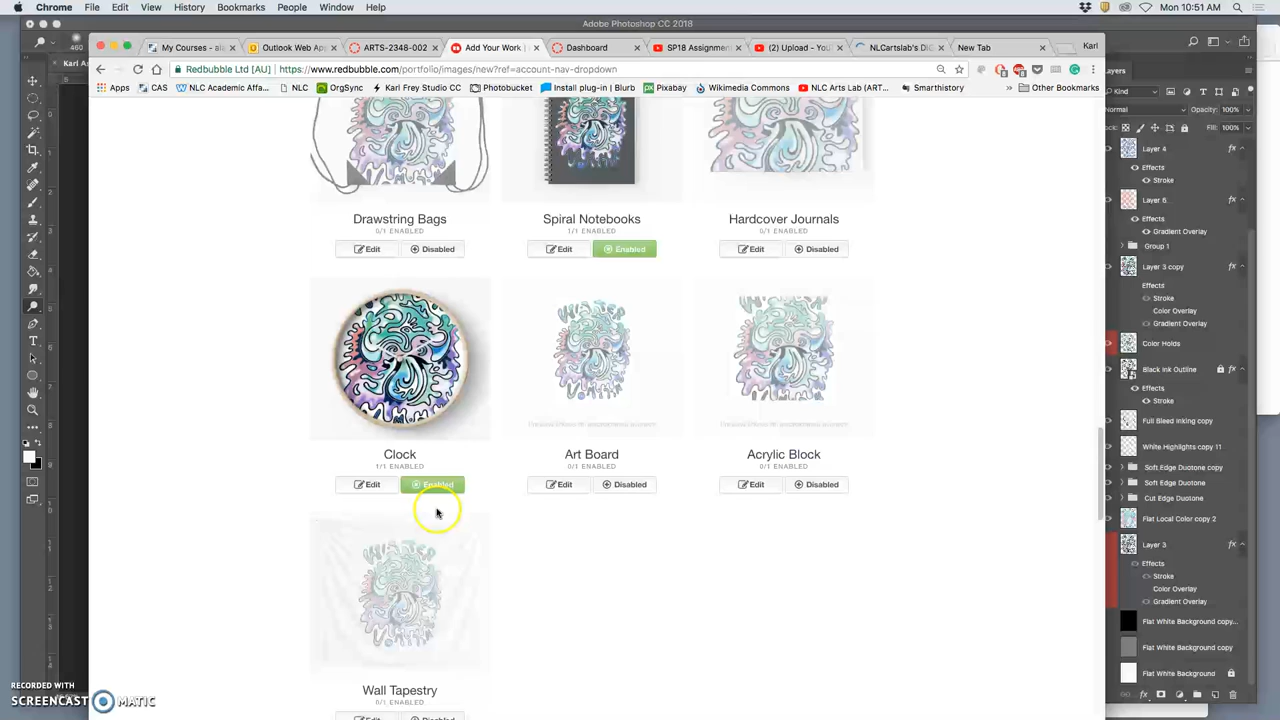 Chrome File Edit View History Bookmarks People Window Help Mon 10:51 AM
Adobe Photoshop CC 2018
460
My Courses - Outlook Web App ARTS-2348-002 Add Your Work Dashboard SP18 Assignmen (2) Upload - You NLCartslab's DIG New Tab Karl
Redbubble Ltd [AU] https://www.redbubble.com/portfolio/images/new?ref=account-nav-dropdown
Apps CAS NLC Academic Affa... NLC OrgSync Karl Frey Studio CC Photobucket Install plug-in | Blurb Pixabay Wikimedia Commons NLC Arts Lab (ART... Smarthistory » Other Bookmarks
Drawstring Bags
0/1 ENABLED
Edit Disabled
Spiral Notebooks
1/1 ENABLED
Edit Enabled
Hardcover Journals
0/1 ENABLED
Edit Disabled
Clock
1/1 ENABLED
Edit Enabled
Art Board
0/1 ENABLED
Edit Disabled
Acrylic Block
0/1 ENABLED
Edit Disabled
Wall Tapestry
0/1 ENABLED
Edit Disabled
Layers
Kind
Normal Opacity: 100%
Lock: Fill: 100%
Layer 4
Effects
Stroke
Layer 6
Effects
Gradient Overlay
Group 1
Layer 3 copy
Effects
Stroke
Color Overlay
Gradient Overlay
Color Holds
Black Ink Outline
Effects
Stroke
Full Bleed Inking copy
White Highlights copy 11
Soft Edge Duotone copy
Soft Edge Duotone
Cut Edge Duotone
Flat Local Color copy 2
Layer 3
Effects
Stroke
Color Overlay
Gradient Overlay
Flat White Background copy...
Flat White Background copy
Flat White Background
RECORDED WITH
SCREENCAST MATIC